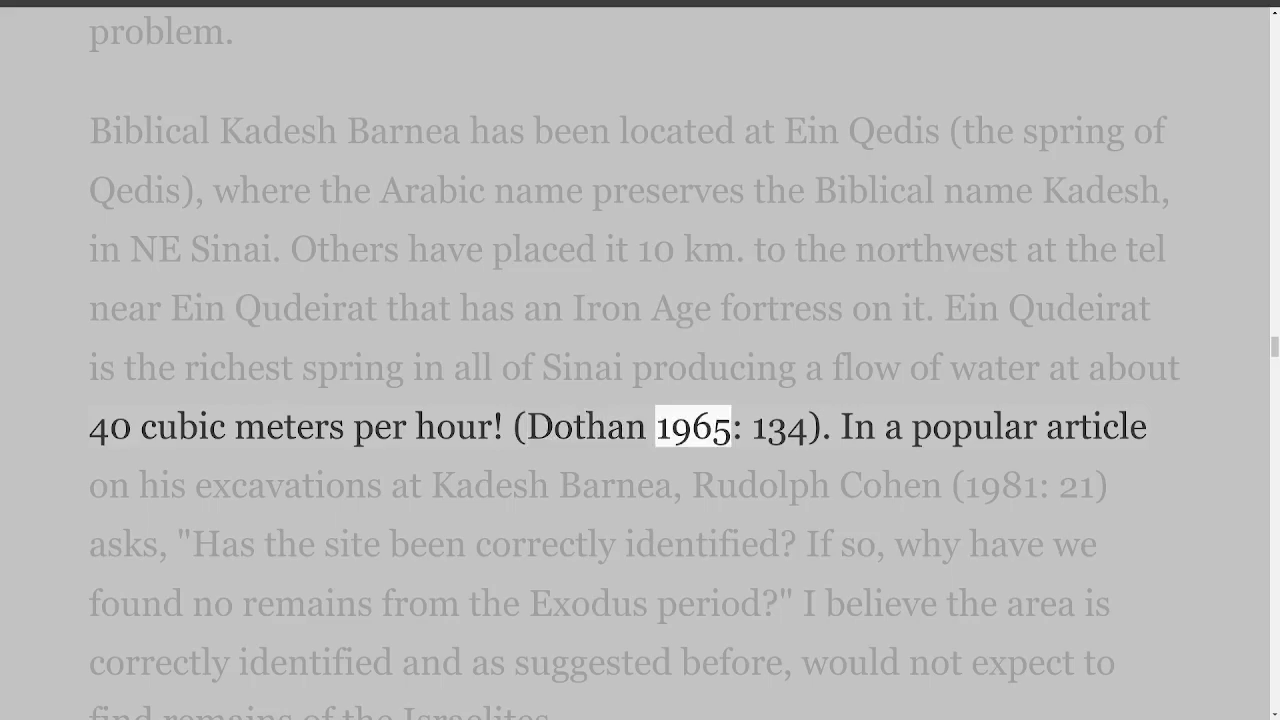 problem.
Biblical Kadesh Barnea has been located at Ein Qedis (the spring of
Qedis), where the Arabic name preserves the Biblical name Kadesh,
in NE Sinai. Others have placed it 10 km. to the northwest at the tel
near Ein Qudeirat that has an Iron Age fortress on it. Ein Qudeirat
is the richest spring in all of Sinai producing a flow of water at about
40 cubic meters per hour! (Dothan 1965: 134). In a popular article
on his excavations at Kadesh Barnea, Rudolph Cohen (1981: 21)
asks, "Has the site been correctly identified? If so, why have we
found no remains from the Exodus period?" I believe the area is
correctly identified and as suggested before, would not expect to
find remains of the Israelites